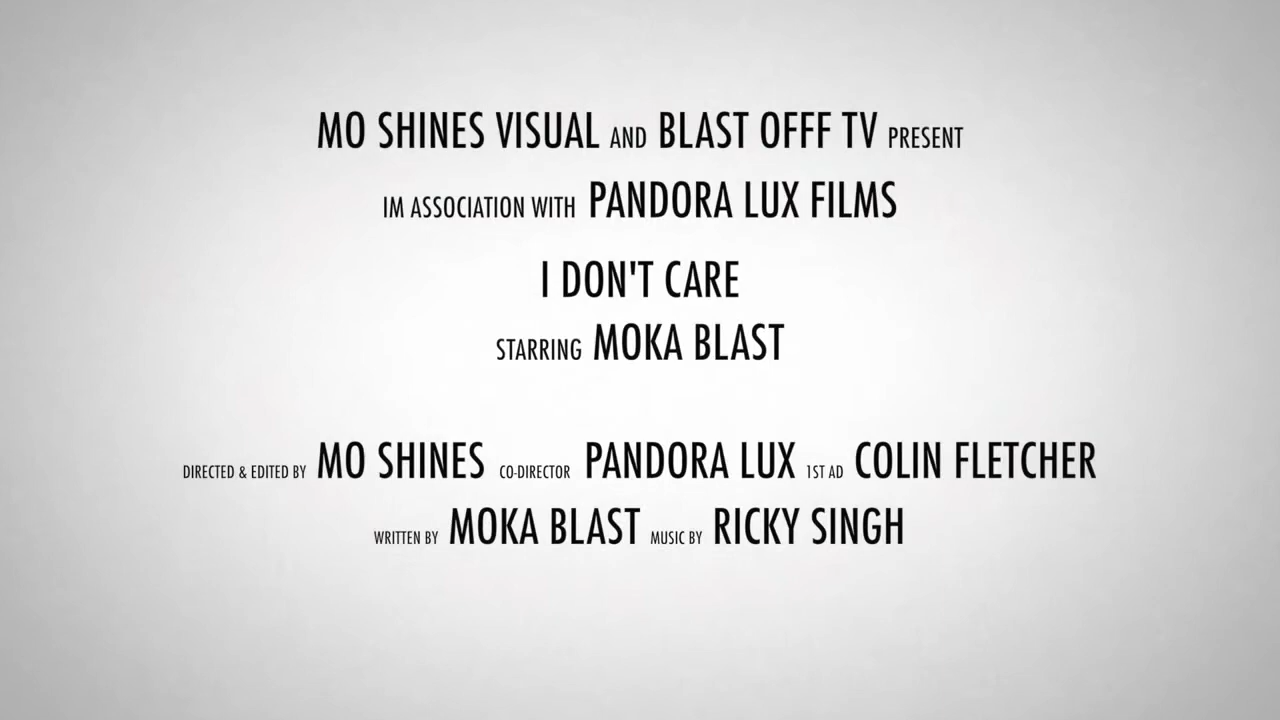 MO SHINES VISUAL AND BLAST OFFF TV PRESENT
IM ASSOCIATION WITH PANDORA LUX FILMS
I DON'T CARE
STARRING MOKA BLAST
DIRECTED & EDITED BY MO SHINES CO-DIRECTOR PANDORA LUX 1ST AD COLIN FLETCHER
WRITTEN BY MOKA BLAST MUSIC BY RICKY SINGH